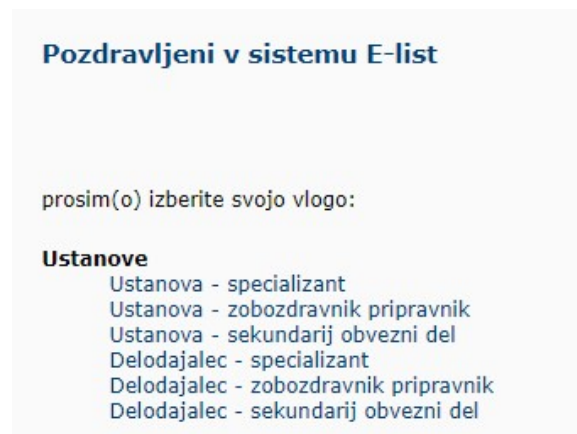 Pozdravljeni v sistemu E-list
prosim(o) izberite svojo vlogo:
Ustanove
Ustanova - specializant
Ustanova - zobozdravnik pripravnik
Ustanova - sekundarij obvezni del
Delodajalec - specializant
Delodajalec - zobozdravnik pripravnik
Delodajalec - sekundarij obvezni del